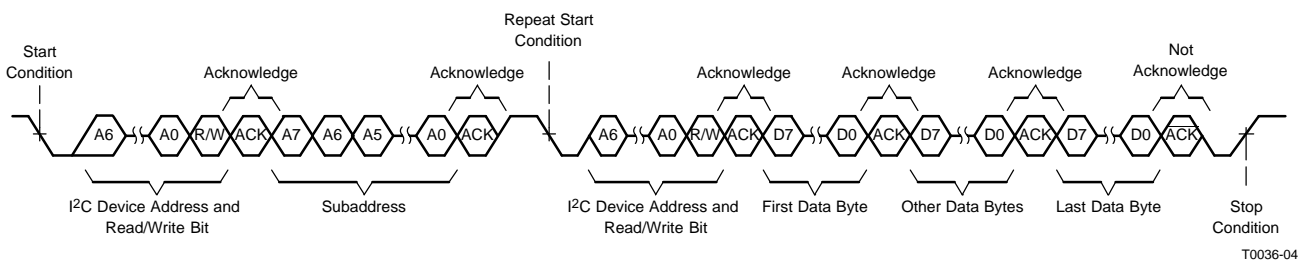 Start
Condition
Acknowledge
Acknowledge
Repeat Start
Condition
Acknowledge
Acknowledge
Acknowledge
Not
Acknowledge
A6 A0 R/W ACK A7 A6 A5 A0 ACK A6 A0 R/W ACK D7 D0 ACK D7 D0 ACK D7 D0 ACK
I²C Device Address and
Read/Write Bit
Subaddress
I²C Device Address and
Read/Write Bit
First Data Byte
Other Data Bytes
Last Data Byte
Stop
Condition
T0036-04